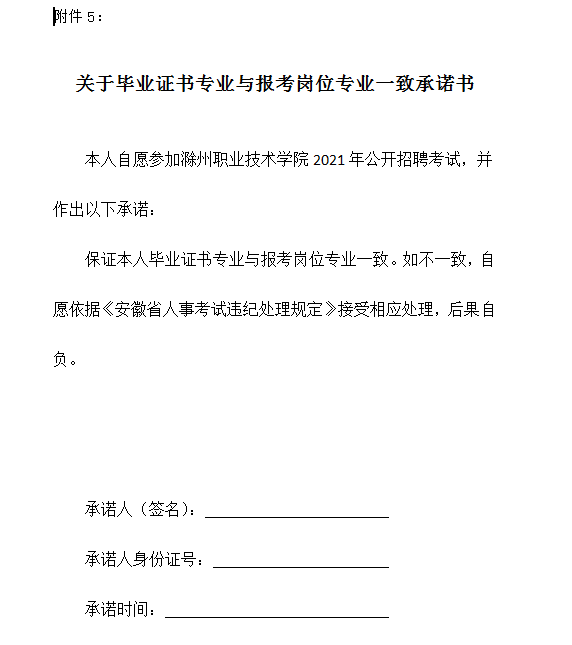 附件 5：
关于毕业证书专业与报考岗位专业一致承诺书
本人自愿参加滁州职业技术学院 2021 年公开招聘考试，并
作出以下承诺：
保证本人毕业证书专业与报考岗位专业一致。如不一致，自
愿依据《安徽省人事考试违纪处理规定》接受相应处理，后果自
负。
承诺人（签名）：
承诺人身份证号：
承诺时间：